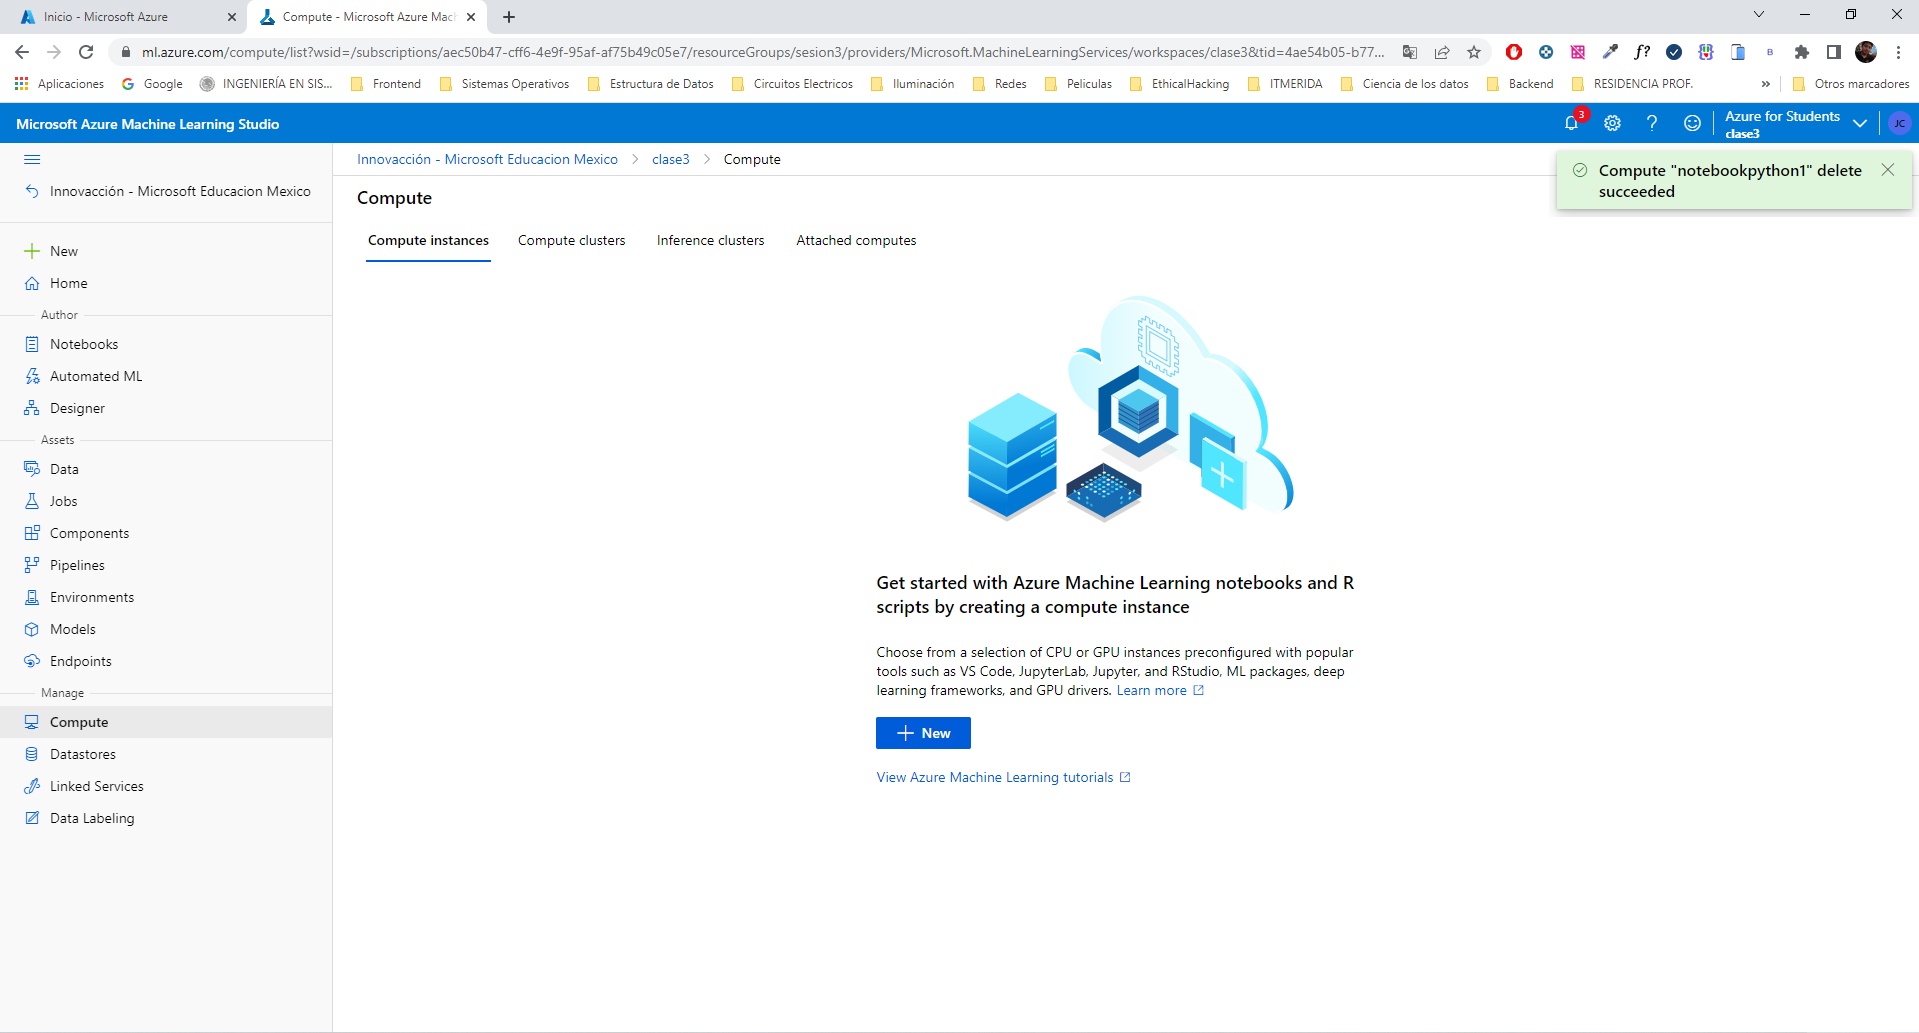 Inicio - Microsoft Azure
Compute - Microsoft Azure Mac
ml.azure.com/compute/list?wsid=/subscriptions/aec50b47-cff6-4e9f-95af-af75b49c05e7/resourceGroups/sesion3/providers/Microsoft.MachineLearningServices/workspaces/clase3&tid=4ae54b05-b77...
f?
B
Aplicaciones
Google
INGENIERÍA EN SIS...
Frontend
Sistemas Operativos
Estructura de Datos
Circuitos Electricos
Iluminación
Redes
Peliculas
EthicalHacking
ITMERIDA
Ciencia de los datos
Backend
RESIDENCIA PROF.
»
Otros marcadores
Microsoft Azure Machine Learning Studio
3
Azure for Students
clase3
JC
Innovacción - Microsoft Educacion Mexico
New
Home
Author
Notebooks
Automated ML
Designer
Assets
Data
Jobs
Components
Pipelines
Environments
Models
Endpoints
Manage
Compute
Datastores
Linked Services
Data Labeling
Innovacción - Microsoft Educacion Mexico > clase3 > Compute
Compute "notebookpython1" delete
succeeded
Compute
Compute instances
Compute clusters
Inference clusters
Attached computes
Get started with Azure Machine Learning notebooks and R
scripts by creating a compute instance
Choose from a selection of CPU or GPU instances preconfigured with popular
tools such as VS Code, JupyterLab, Jupyter, and RStudio, ML packages, deep
learning frameworks, and GPU drivers. Learn more
New
View Azure Machine Learning tutorials